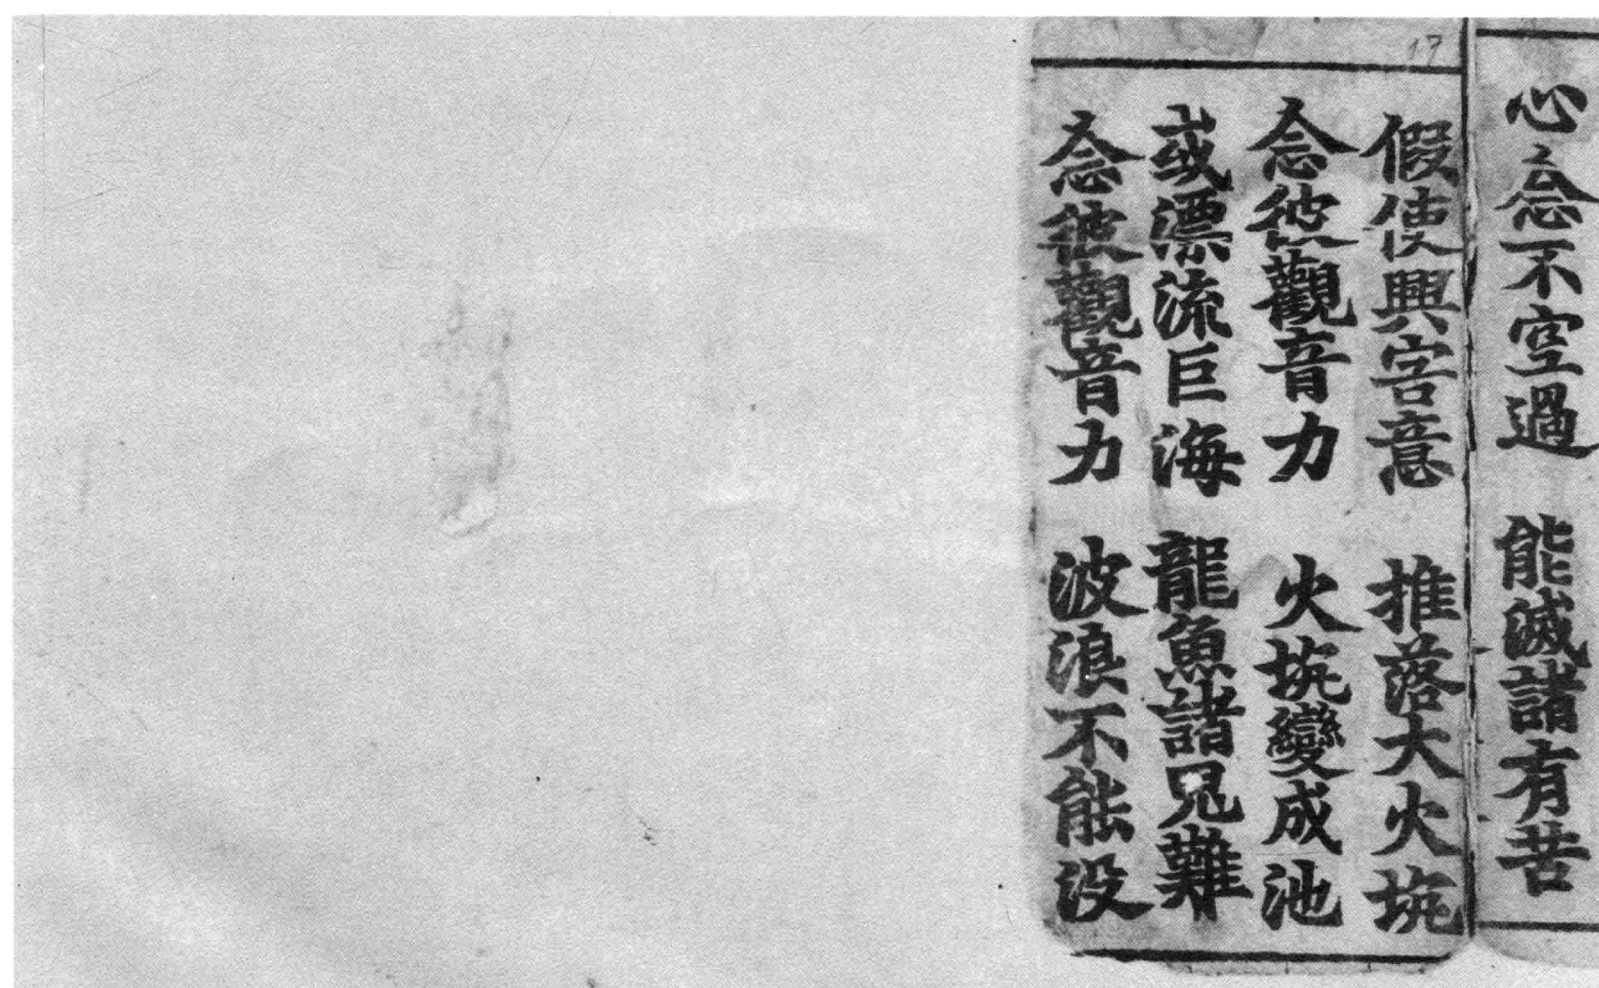 心念不空過　能滅諸有苦
假使興害意　推落大火坑
念彼觀音力　火坑變成池
或漂流巨海　龍魚諸鬼難
念彼觀音力　波浪不能没
17